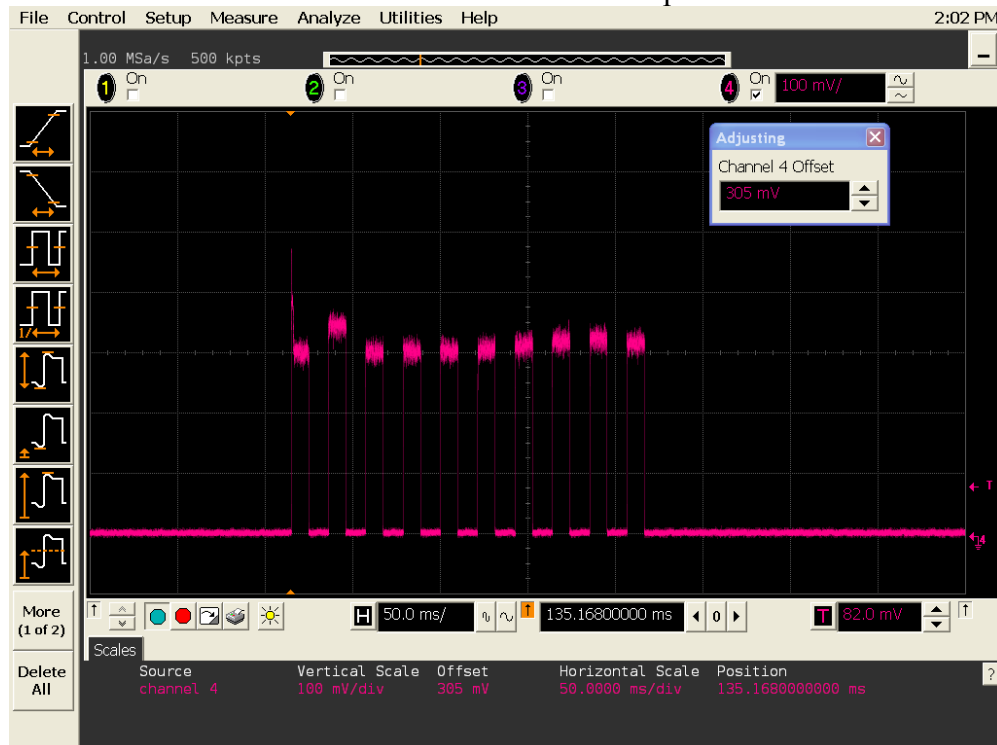 File Control Setup Measure Analyze Utilities Help 2:02 PM
1.00 MSa/s 500 kpts
1 On 2 On 3 On 4 On 100 mV/
Adjusting
Channel 4 Offset
305 mV
T
4
1/
More
(1 of 2)
H 50.0 ms/ 135.16800000 ms 0 T 82.0 mV
Delete
All
Scales
Source Vertical Scale Offset Horizontal Scale Position
channel 4 100 mV/div 305 mV 50.0000 ms/div 135.1680000000 ms
?